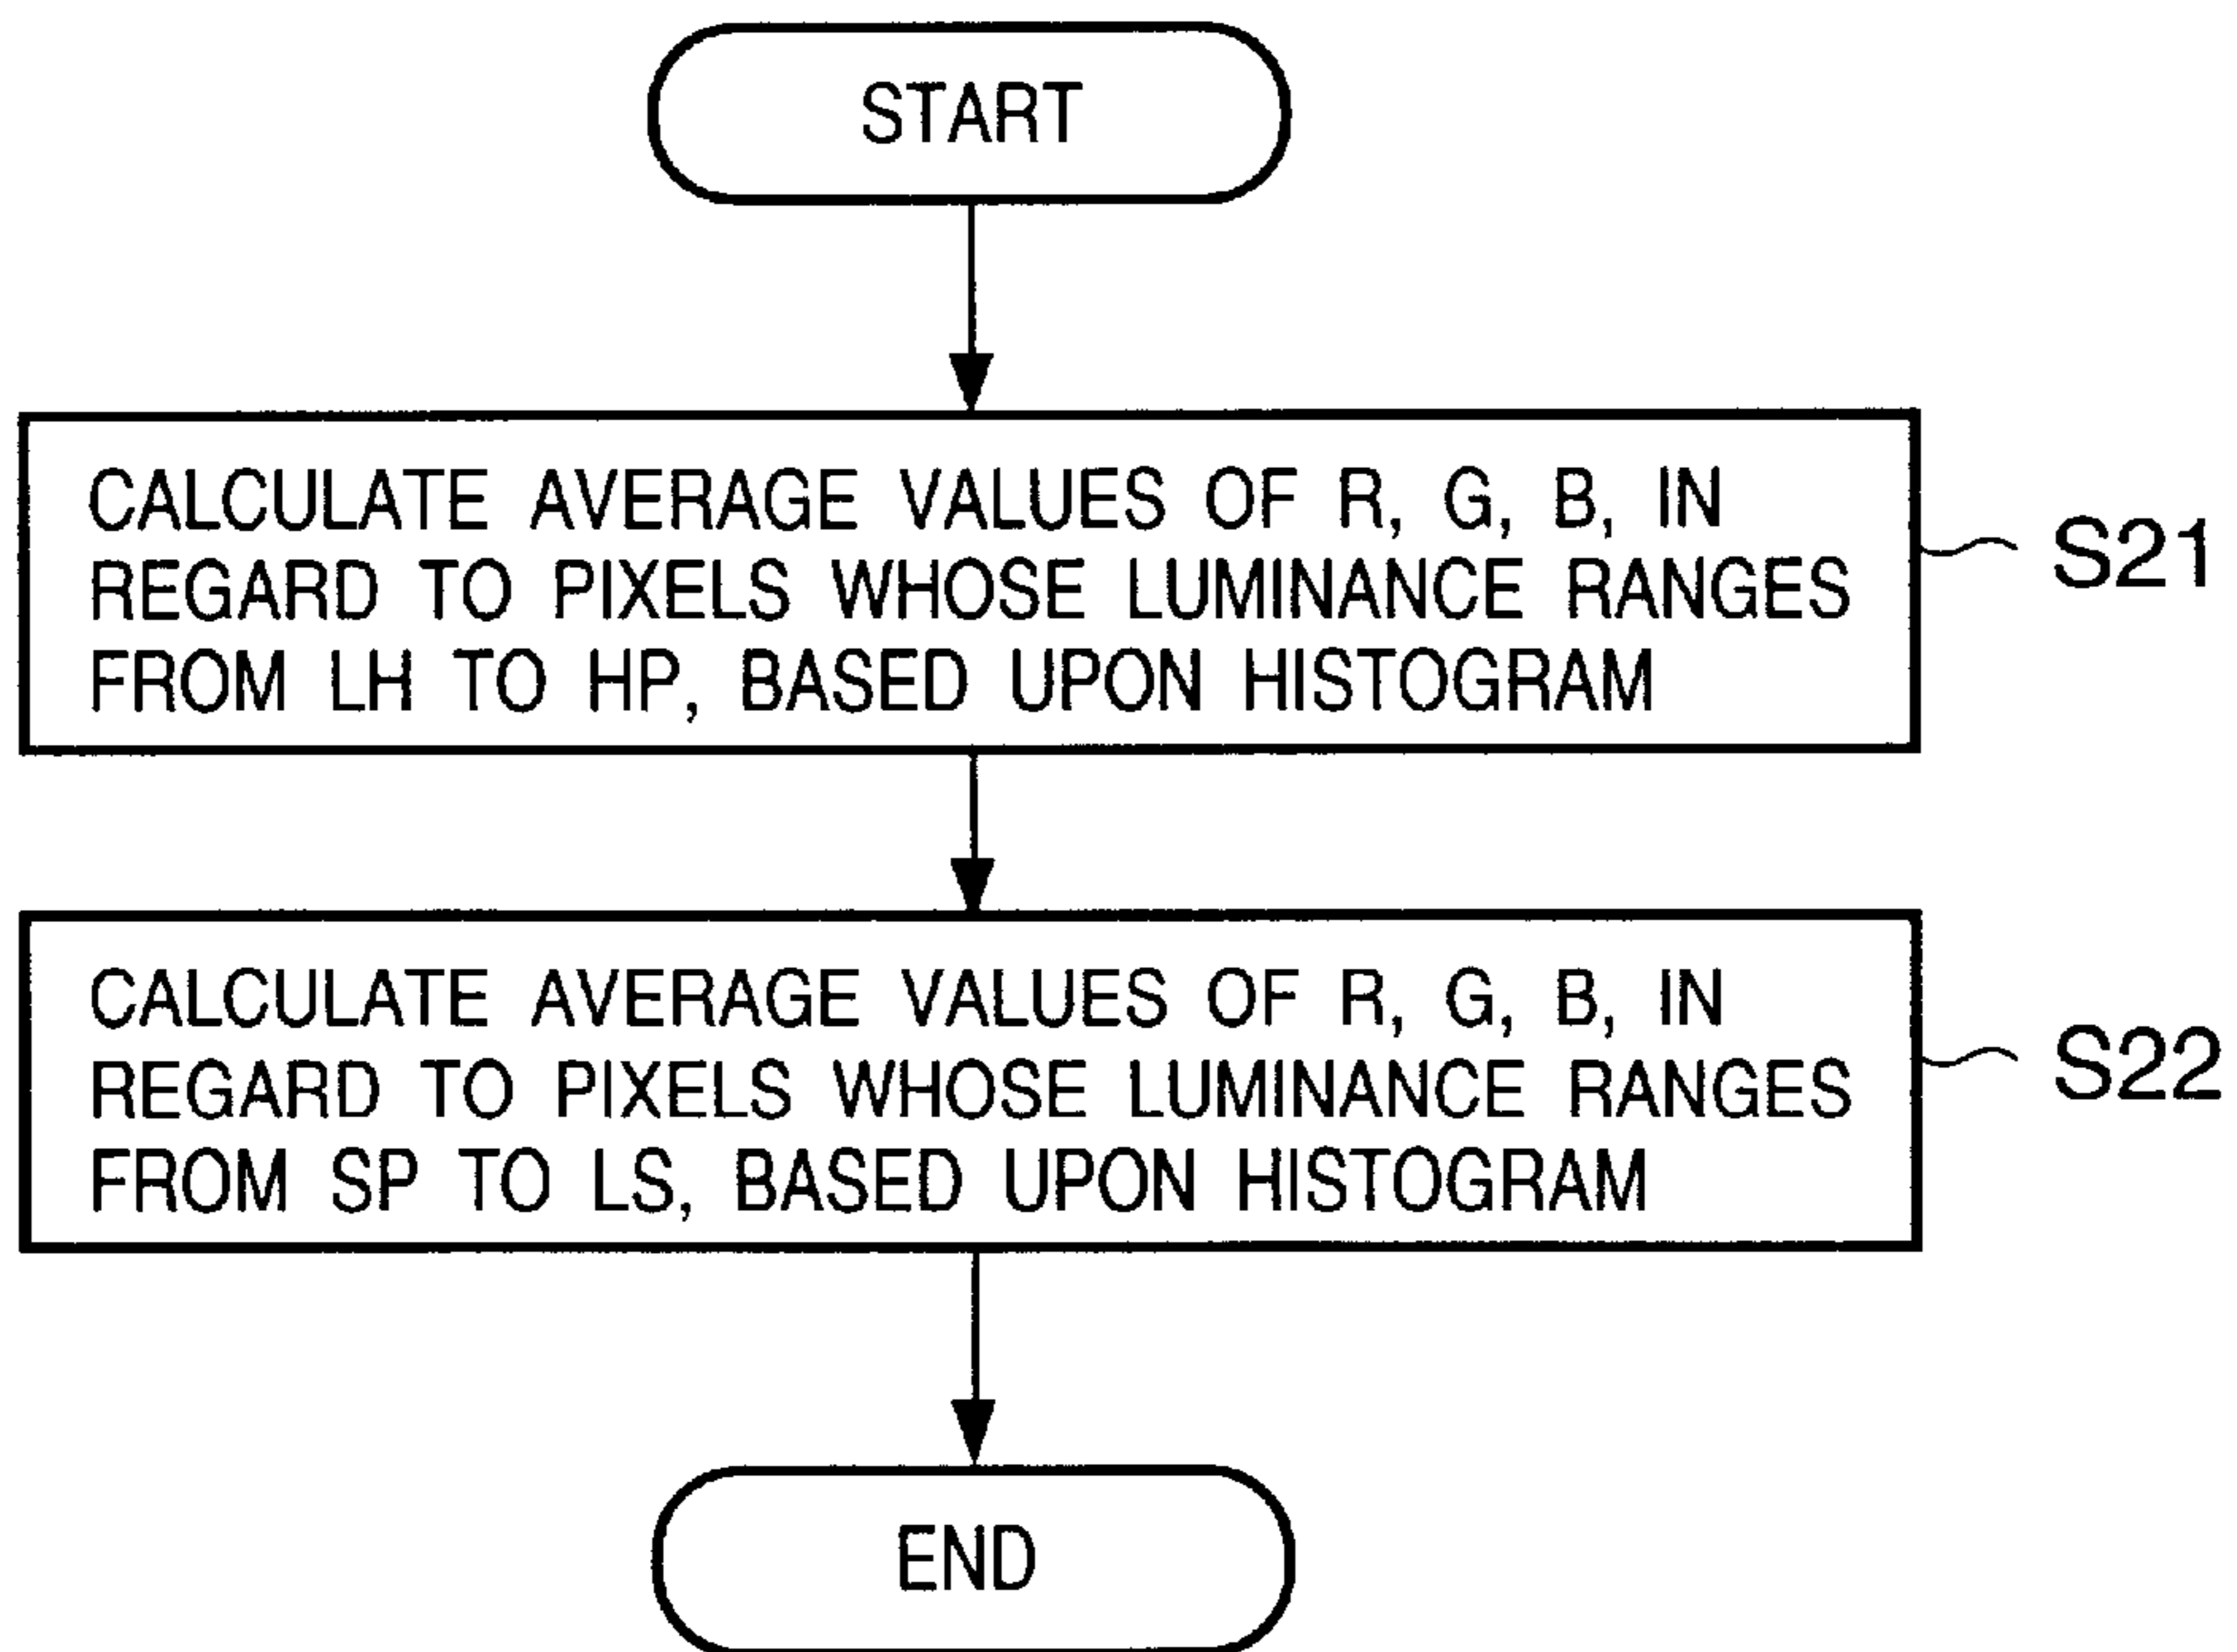 START
CALCULATE AVERAGE VALUES OF R, G, B, IN
REGARD TO PIXELS WHOSE LUMINANCE RANGES
FROM LH TO HP, BASED UPON HISTOGRAM
S21
CALCULATE AVERAGE VALUES OF R, G, B, IN
REGARD TO PIXELS WHOSE LUMINANCE RANGES
FROM SP TO LS, BASED UPON HISTOGRAM
S22
END